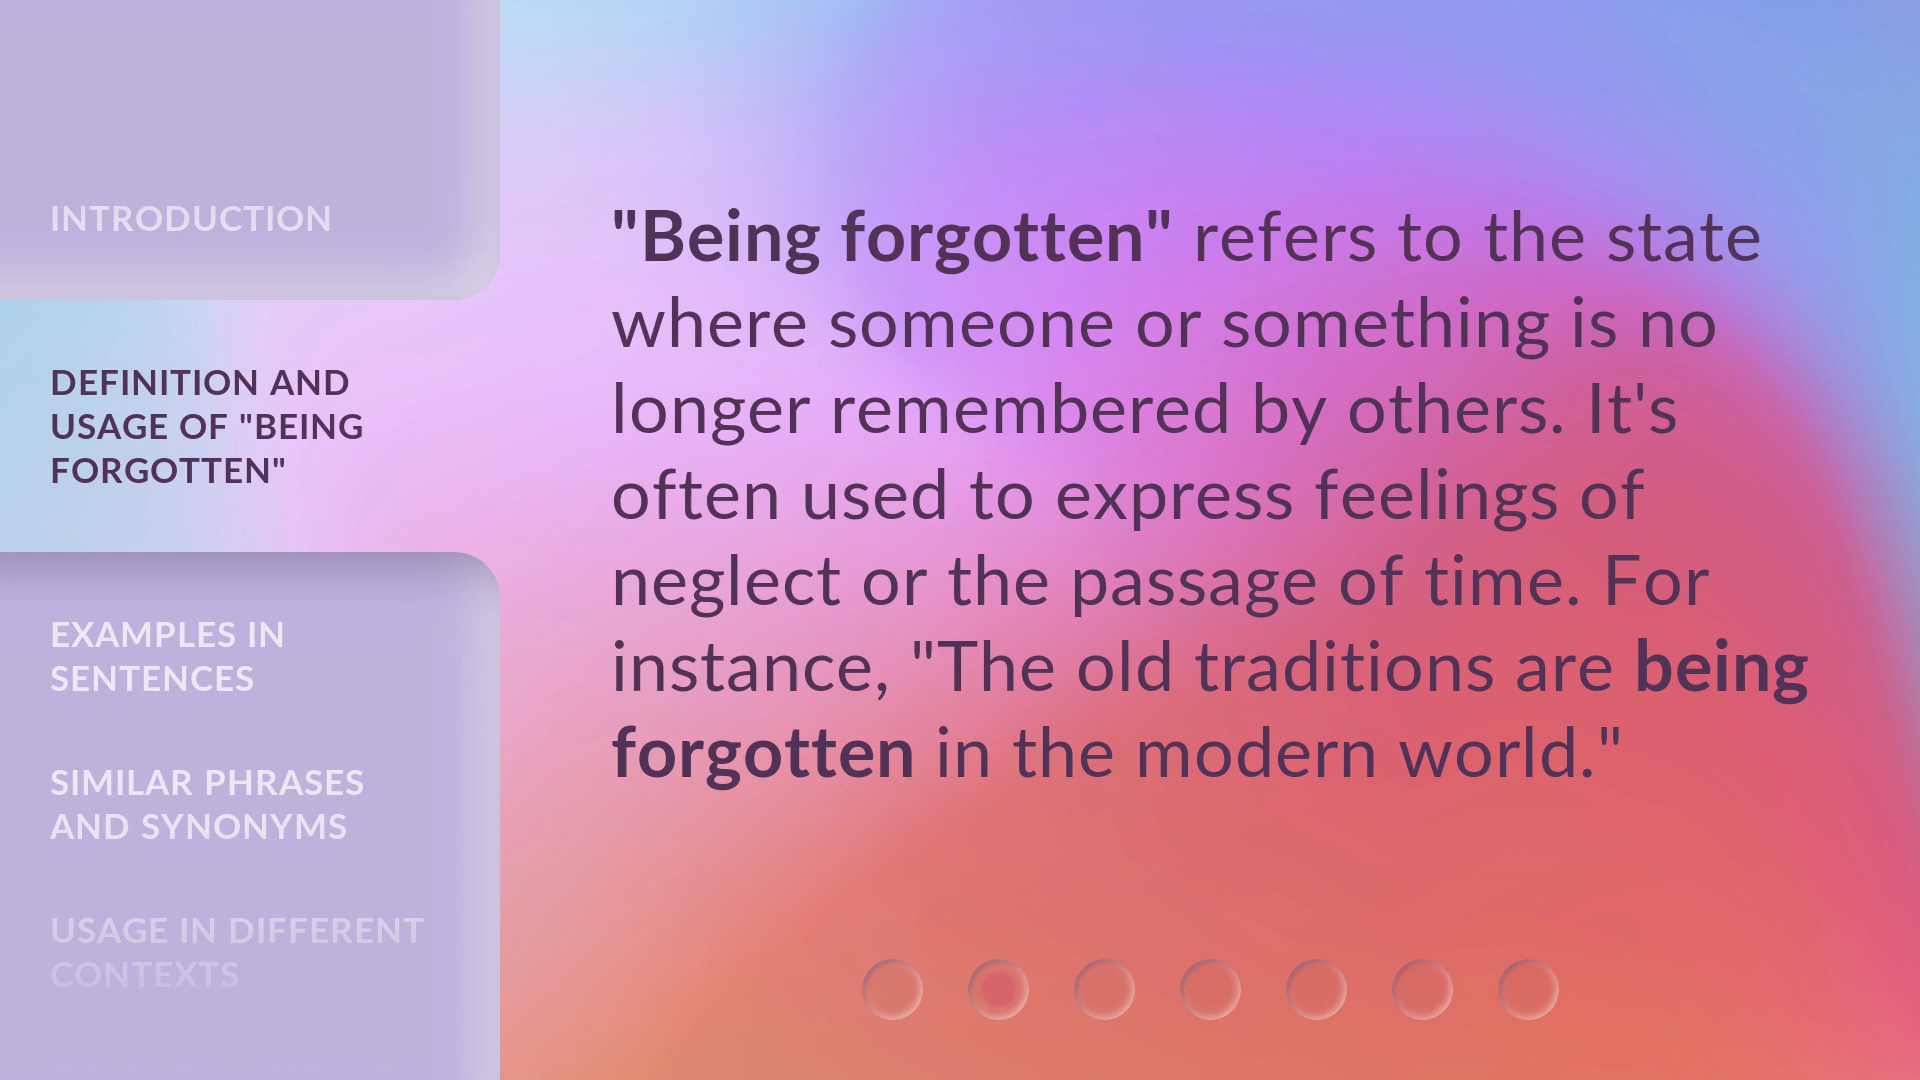 INTRODUCTION
DEFINITION AND
USAGE OF "BEING
FORGOTTEN"
EXAMPLES IN
SENTENCES
SIMILAR PHRASES
AND SYNONYMS
USAGE IN DIFFERENT
CONTEXTS
"Being forgotten" refers to the state
where someone or something is no
longer remembered by others. It's
often used to express feelings of
neglect or the passage of time. For
instance, "The old traditions are being
forgotten in the modern world."